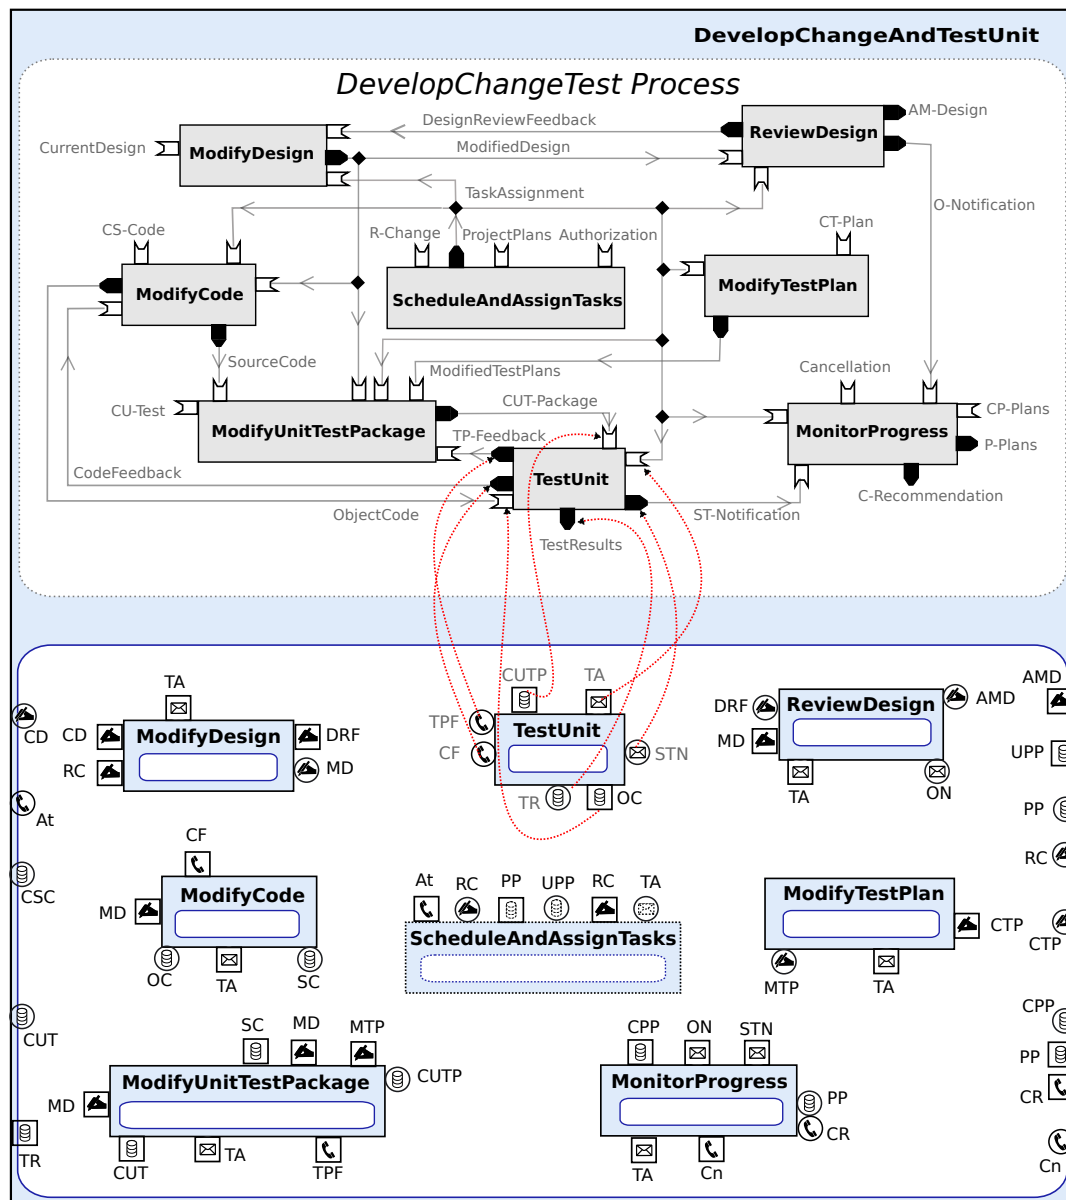 DevelopChangeAndTestUnit
DevelopChangeTest Process
DesignReviewFeedback
AM-Design
CurrentDesign
ModifyDesign
ModifiedDesign
ReviewDesign
TaskAssignment
O-Notification
CS-Code
R-Change
ProjectPlans
Authorization
CT-Plan
ModifyCode
ScheduleAndAssignTasks
ModifyTestPlan
SourceCode
ModifiedTestPlans
Cancellation
CU-Test
CUT-Package
CP-Plans
ModifyUnitTestPackage
TP-Feedback
MonitorProgress
P-Plans
CodeFeedback
TestUnit
C-Recommendation
ObjectCode
ST-Notification
TestResults
TA
CUTP
TA
AMD
CD
CD
ModifyDesign
DRF
TPF
TestUnit
DRF
ReviewDesign
AMD
RC
MD
CF
STN
MD
UPP
TR
OC
TA
ON
At
PP
CF
RC
CSC
ModifyCode
At
RC
PP
UPP
RC
TA
ModifyTestPlan
MD
ScheduleAndAssignTasks
CTP
CTP
OC
TA
SC
MTP
TA
CUT
SC
MD
MTP
CPP
ON
STN
CPP
ModifyUnitTestPackage
CUTP
MonitorProgress
PP
MD
PP
CR
CR
TR
CUT
TA
TPF
TA
Cn
Cn